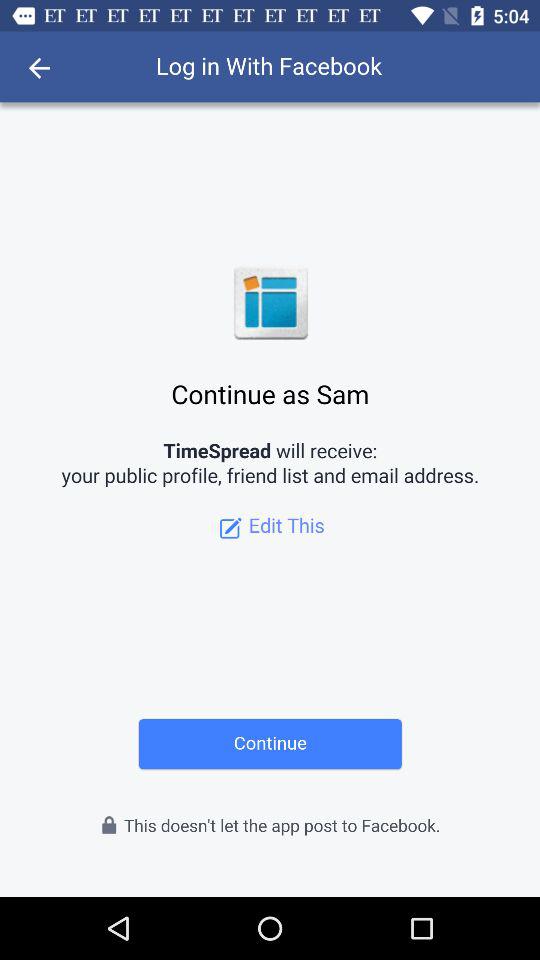 ET ET ET ET ET ET ET ET ET ET ET 5:04
Log in With Facebook
Continue as Sam
TimeSpread will receive:
your public profile, friend list and email address.
Edit This
Continue
This doesn't let the app post to Facebook.